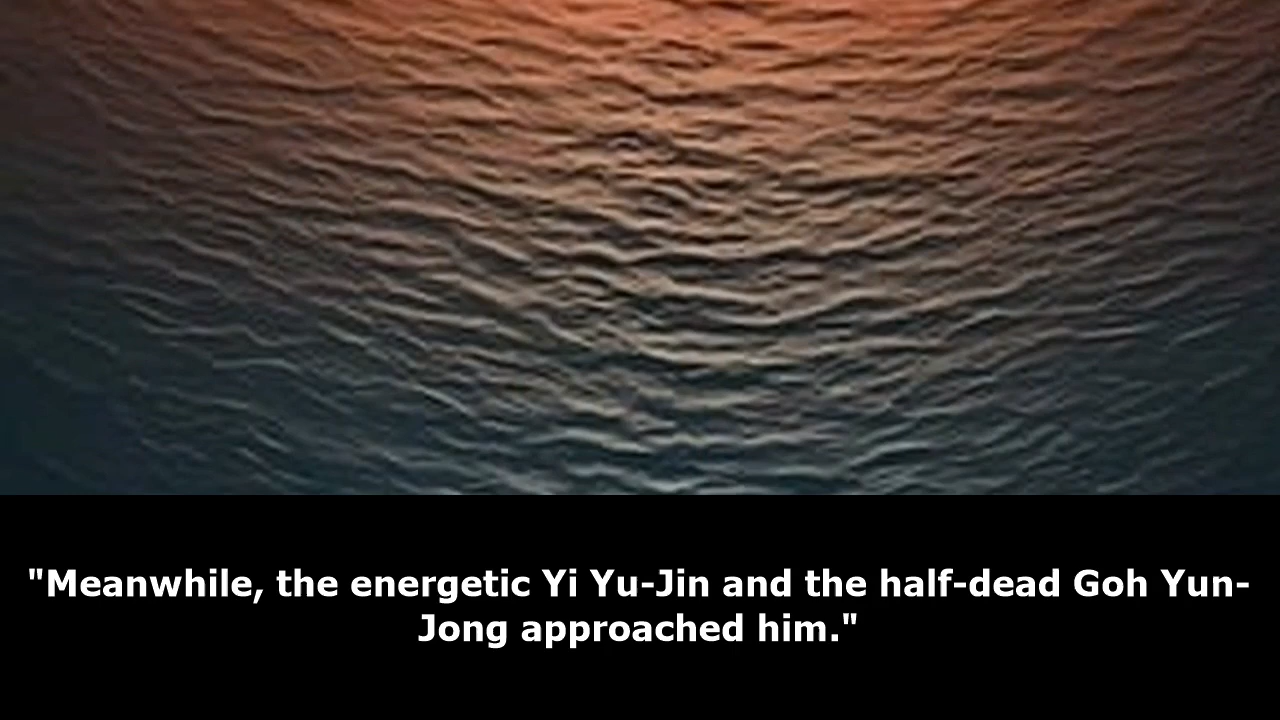 "Meanwhile, the energetic Yi Yu-Jin and the half-dead Goh Yun-
Jong approached him."